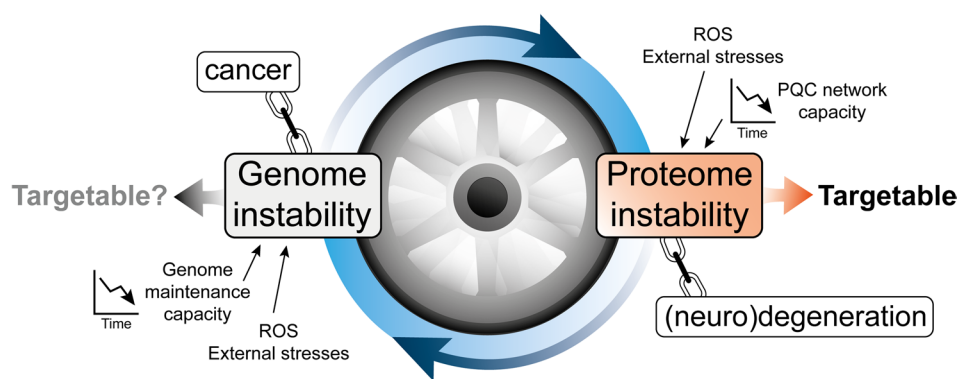 cancer
Genome
instability
Targetable?
Time
Genome
maintenance
capacity
ROS
External stresses
ROS
External stresses
Time
PQC network
capacity
Proteome
instability
Targetable
(neuro)degeneration